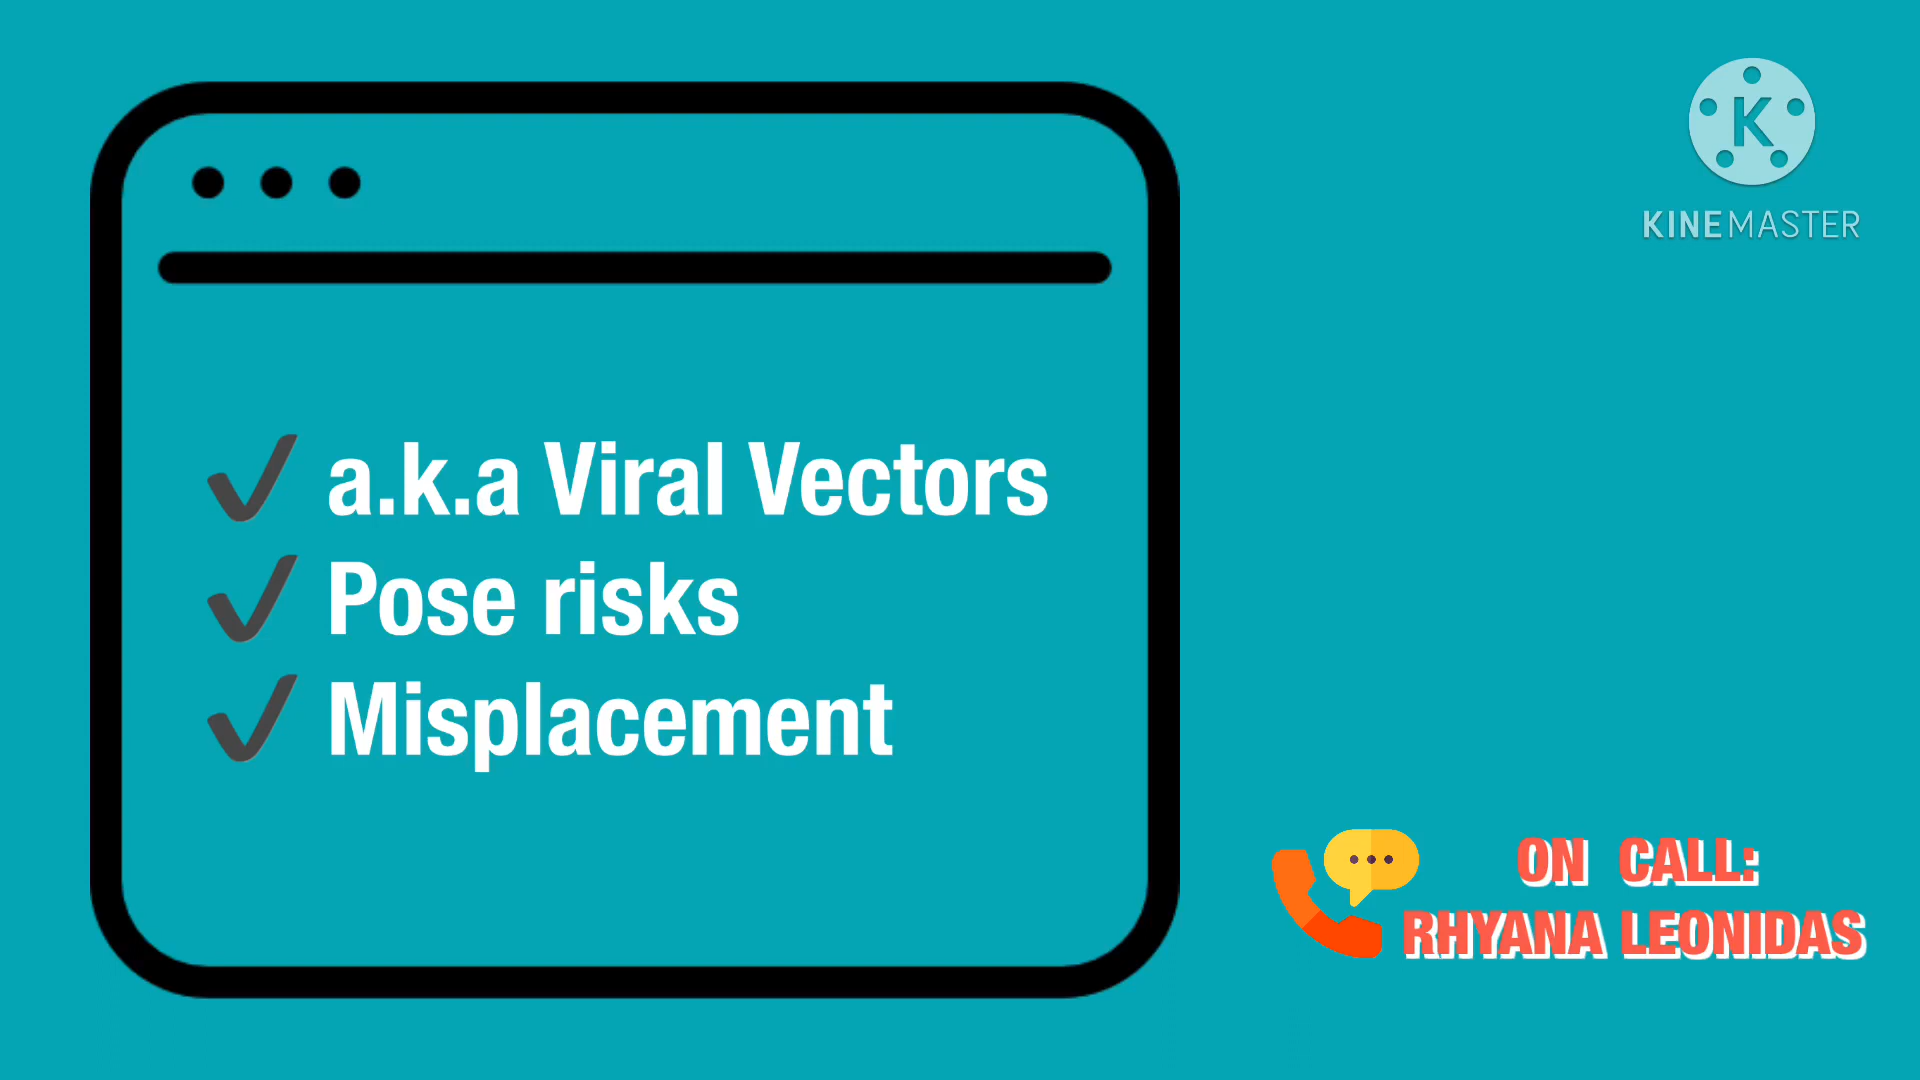 K
KINEMASTER
✔ a.k.a Viral Vectors
✔ Pose risks
✔ Misplacement
ON CALL:
RHYANA LEONIDAS